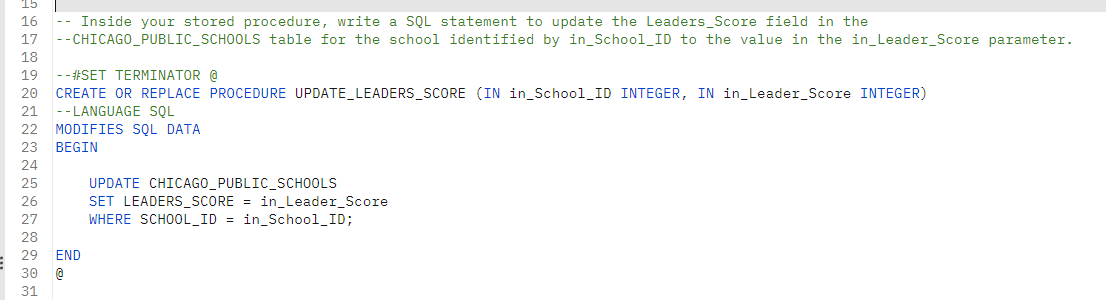 15
16 -- Inside your stored procedure, write a SQL statement to update the Leaders_Score field in the
17 --CHICAGO_PUBLIC_SCHOOLS table for the school identified by in_School_ID to the value in the in_Leader_Score parameter.
18
19 --#SET TERMINATOR @
20 CREATE OR REPLACE PROCEDURE UPDATE_LEADERS_SCORE (IN in_School_ID INTEGER, IN in_Leader_Score INTEGER)
21 --LANGUAGE SQL
22 MODIFIES SQL DATA
23 BEGIN
24
25     UPDATE CHICAGO_PUBLIC_SCHOOLS
26     SET LEADERS_SCORE = in_Leader_Score
27     WHERE SCHOOL_ID = in_School_ID;
28
29 END
30 @
31